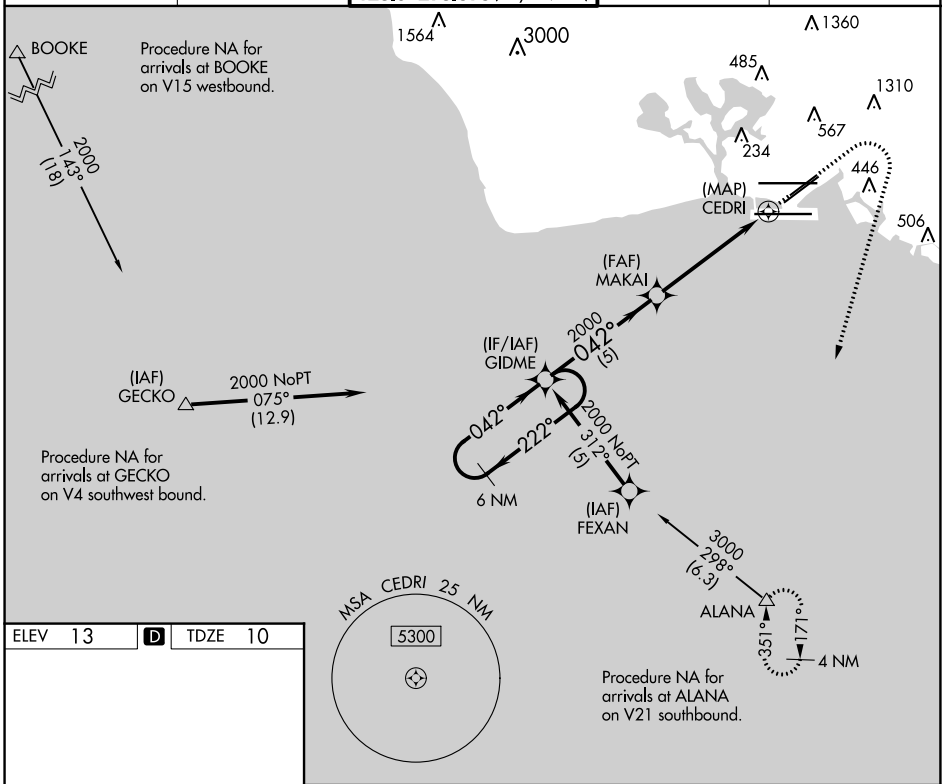 BOOKE
Procedure NA for
arrivals at BOOKE
on V15 westbound.
1564
3000
1360
485
1310
567
234
446
506
2000
143°
(18)
(MAP)
CEDRI
(FAF)
MAKAI
2000
042°
(5)
(IF/IAF)
GIDME
(IAF)
GECKO
2000 NoPT
075°
(12.9)
042°
222°
6 NM
2000 NoPT
312°
(5)
(IAF)
FEXAN
Procedure NA for
arrivals at GECKO
on V4 southwest bound.
3000
298°
(6.3)
ALANA
351°
171°
4 NM
MSA CEDRI 25 NM
5300
Procedure NA for
arrivals at ALANA
on V21 southbound.
ELEV 13 D TDZE 10